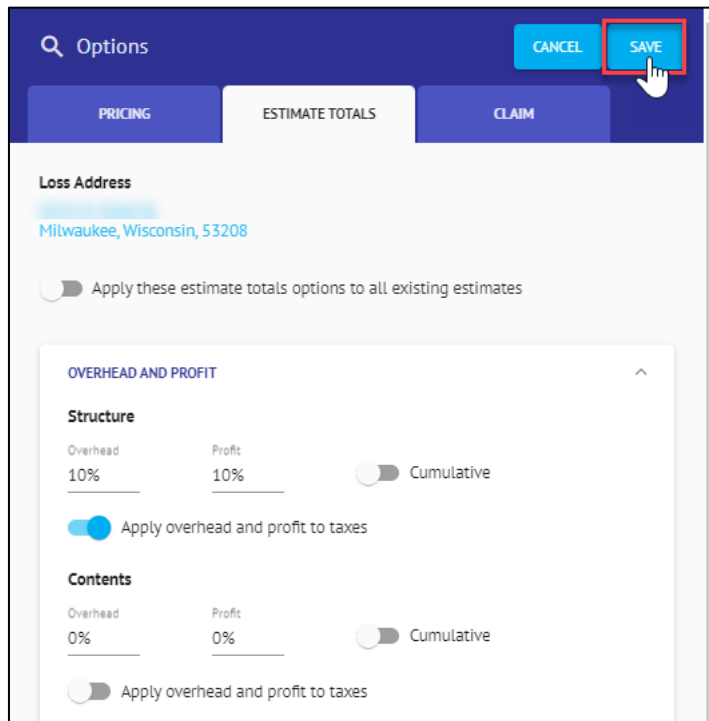 Options
CANCEL
SAVE
PRICING
ESTIMATE TOTALS
CLAIM
Loss Address
Milwaukee, Wisconsin, 53208
Apply these estimate totals options to all existing estimates
OVERHEAD AND PROFIT
Structure
Overhead Profit
10% 10% Cumulative
Apply overhead and profit to taxes
Contents
Overhead Profit
0% 0% Cumulative
Apply overhead and profit to taxes